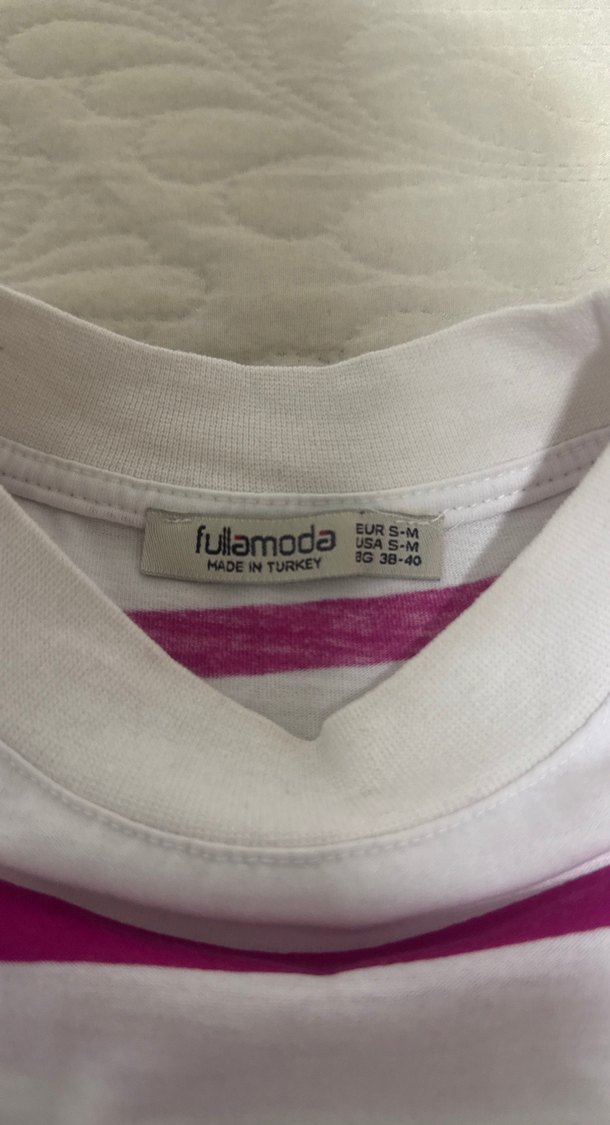 fullamoda
MADE IN TURKEY
EUR S-M
USA S-M
BG 38-40